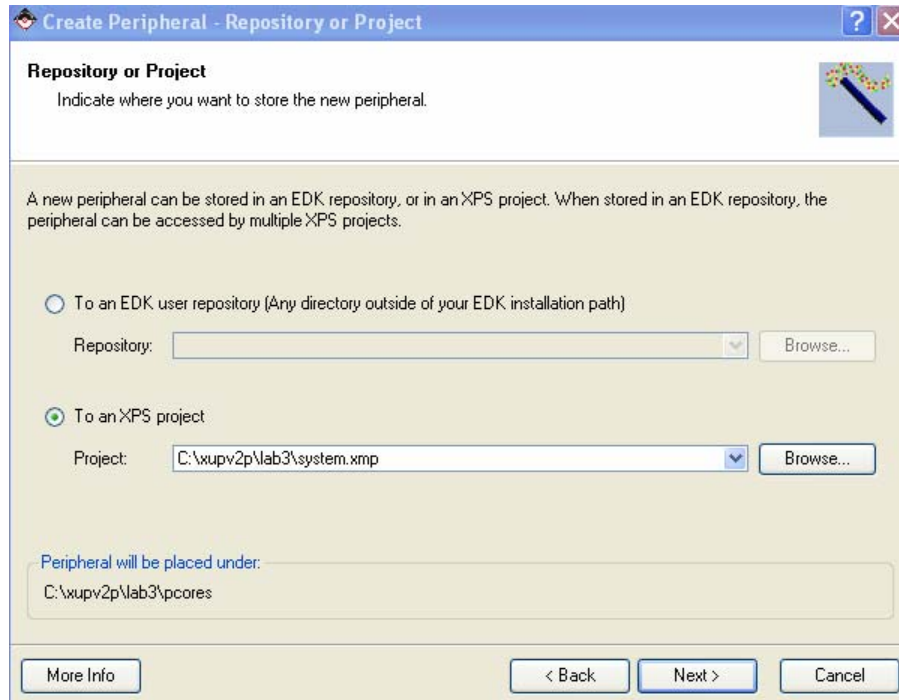 Create Peripheral - Repository or Project
?
Repository or Project
Indicate where you want to store the new peripheral.
A new peripheral can be stored in an EDK repository, or in an XPS project. When stored in an EDK repository, the
peripheral can be accessed by multiple XPS projects.
To an EDK user repository (Any directory outside of your EDK installation path)
Repository:
Browse...
To an XPS project
Project:
C:\xupv2p\lab3\system.xmp
Browse...
Peripheral will be placed under:
C:\xupv2p\lab3\pcores
More Info
< Back
Next >
Cancel